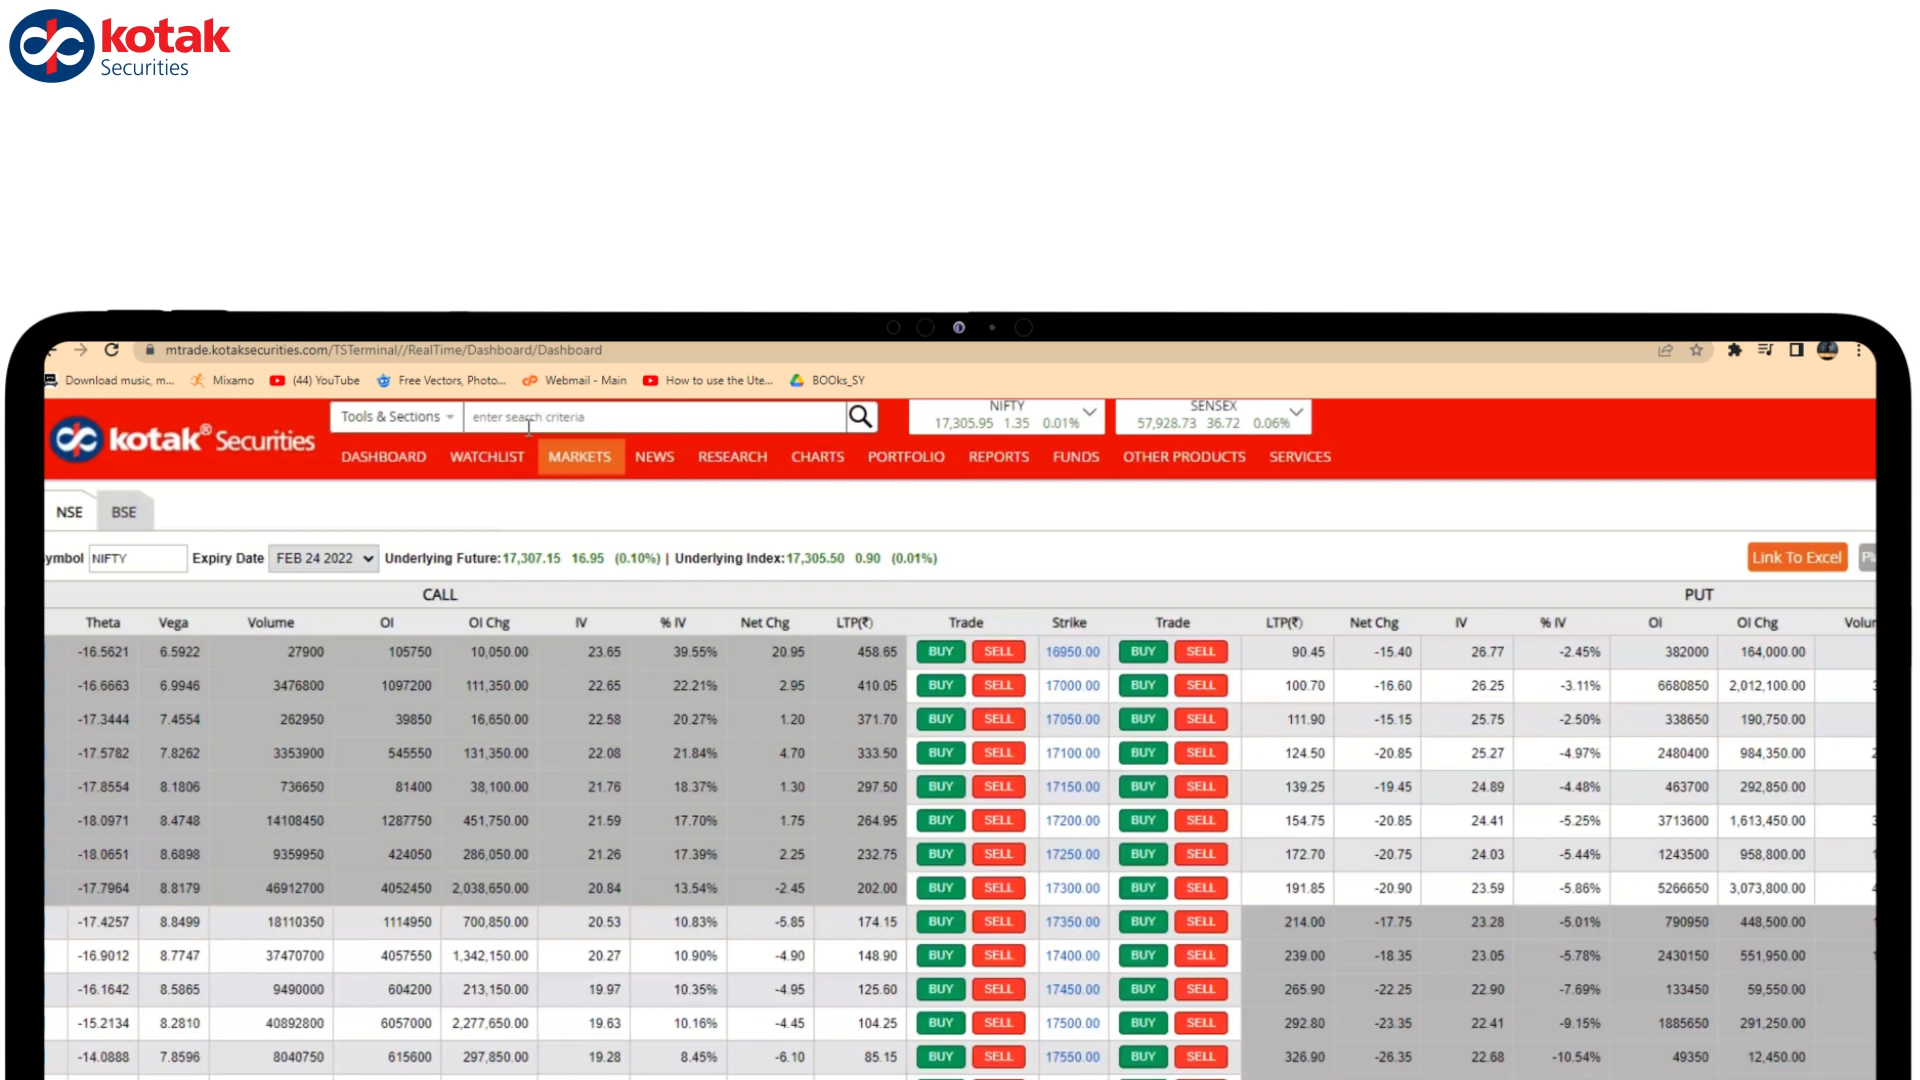 kotak
Securities
mtrade.kotaksecurities.com/TSTerminal//RealTime/Dashboard/Dashboard
Download music, m... Mixamo (44) YouTube Free Vectors, Photo... Webmail - Main How to use the Ute... BOOks_SY
kotak® Securities
Tools & Sections enter search criteria
NIFTY
17,305.95 1.35 0.01%
SENSEX
57,928.73 36.72 0.06%
DASHBOARD WATCHLIST MARKETS NEWS RESEARCH CHARTS PORTFOLIO REPORTS FUNDS OTHER PRODUCTS SERVICES
NSE BSE
ymbol NIFTY Expiry Date FEB 24 2022 Underlying Future:17,307.15 16.95 (0.10%) | Underlying Index:17,305.50 0.90 (0.01%) Link To Excel
CALL PUT
Theta Vega Volume OI OI Chg IV % IV Net Chg LTP(₹) Trade Strike Trade LTP(₹) Net Chg IV % IV OI OI Chg Volu
-16.5621 6.5922 27900 105750 10,050.00 23.65 39.55% 20.95 458.65 BUY SELL 16950.00 BUY SELL 90.45 -15.40 26.77 -2.45% 382000 164,000.00
-16.6663 6.9946 3476800 1097200 111,350.00 22.65 22.21% 2.95 410.05 BUY SELL 17000.00 BUY SELL 100.70 -16.60 26.25 -3.11% 6680850 2,012,100.00
-17.3444 7.4554 262950 39850 16,650.00 22.58 20.27% 1.20 371.70 BUY SELL 17050.00 BUY SELL 111.90 -15.15 25.75 -2.50% 338650 190,750.00
-17.5782 7.8262 3353900 545550 131,350.00 22.08 21.84% 4.70 333.50 BUY SELL 17100.00 BUY SELL 124.50 -20.85 25.27 -4.97% 2480400 984,350.00
-17.8554 8.1806 736650 81400 38,100.00 21.76 18.37% 1.30 297.50 BUY SELL 17150.00 BUY SELL 139.25 -19.45 24.89 -4.48% 463700 292,850.00
-18.0971 8.4748 14108450 1287750 451,750.00 21.59 17.70% 1.75 264.95 BUY SELL 17200.00 BUY SELL 154.75 -20.85 24.41 -5.25% 3713600 1,613,450.00
-18.0651 8.6898 9359950 424050 286,050.00 21.26 17.39% 2.25 232.75 BUY SELL 17250.00 BUY SELL 172.70 -20.75 24.03 -5.44% 1243500 958,800.00
-17.7964 8.8179 46912700 4052450 2,038,650.00 20.84 13.54% -2.45 202.00 BUY SELL 17300.00 BUY SELL 191.85 -20.90 23.59 -5.86% 5266650 3,073,800.00
-17.4257 8.8499 18110350 1114950 700,850.00 20.53 10.83% -5.85 174.15 BUY SELL 17350.00 BUY SELL 214.00 -17.75 23.28 -5.01% 790950 448,500.00
-16.9012 8.7747 37470700 4057550 1,342,150.00 20.27 10.90% -4.90 148.90 BUY SELL 17400.00 BUY SELL 239.00 -18.35 23.05 -5.78% 2430150 551,950.00
-16.1642 8.5865 9490000 604200 213,150.00 19.97 10.35% -4.95 125.60 BUY SELL 17450.00 BUY SELL 265.90 -22.25 22.90 -7.69% 133450 59,550.00
-15.2134 8.2810 40892800 6057000 2,277,650.00 19.63 10.16% -4.45 104.25 BUY SELL 17500.00 BUY SELL 292.80 -23.35 22.41 -9.15% 1885650 291,250.00
-14.0888 7.8596 8040750 615600 297,850.00 19.28 8.45% -6.10 85.15 BUY SELL 17550.00 BUY SELL 326.90 -26.35 22.68 -10.54% 49350 12,450.00